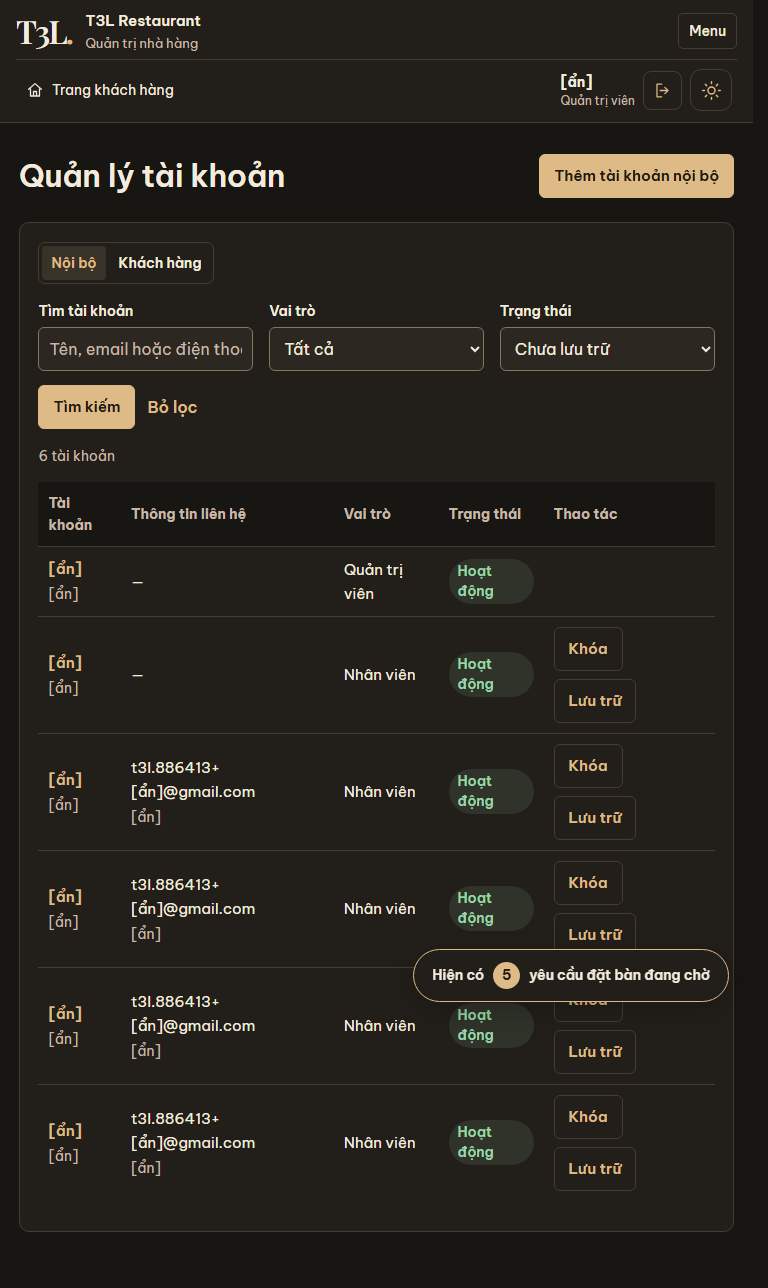 T3L.
T3L Restaurant
Quản trị nhà hàng
Menu
Trang khách hàng
[ẩn]
Quản trị viên
Quản lý tài khoản
Thêm tài khoản nội bộ
Nội bộ
Khách hàng
Tìm tài khoản
Vai trò
Trạng thái
Tên, email hoặc điện tho
Tất cả
Chưa lưu trữ
Tìm kiếm
Bỏ lọc
6 tài khoản
Tài
khoản
Thông tin liên hệ
Vai trò
Trạng thái
Thao tác
[ẩn]
[ẩn]
—
Quản trị
viên
Hoạt
động
[ẩn]
[ẩn]
—
Nhân viên
Hoạt
động
Khóa
Lưu trữ
[ẩn]
[ẩn]
t3l.886413+
[ẩn]@gmail.com
[ẩn]
Nhân viên
Hoạt
động
Khóa
Lưu trữ
[ẩn]
[ẩn]
t3l.886413+
[ẩn]@gmail.com
[ẩn]
Nhân viên
Hoạt
động
Khóa
Lưu trữ
Hiện có 5 yêu cầu đặt bàn đang chờ
[ẩn]
[ẩn]
t3l.886413+
[ẩn]@gmail.com
[ẩn]
Nhân viên
Hoạt
động
Lưu trữ
[ẩn]
[ẩn]
t3l.886413+
[ẩn]@gmail.com
[ẩn]
Nhân viên
Hoạt
động
Khóa
Lưu trữ